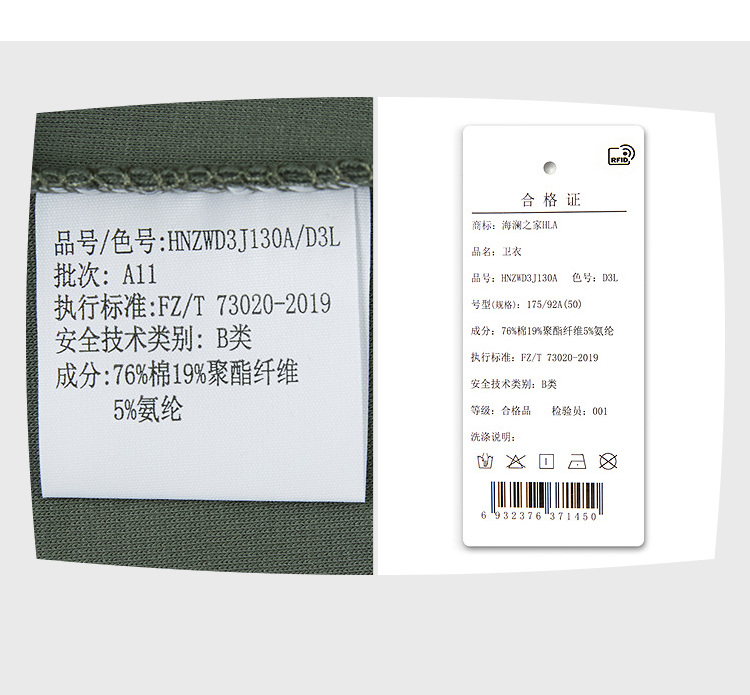 品号/色号:HNZWD3J130A/D3L
批次: A11
执行标准:FZ/T 73020-2019
安全技术类别: B类
成分:76%棉19%聚酯纤维
5%氨纶
RFID
合格证
商标: 海澜之家HLA
品名: 卫衣
品号: HNZWD3J130A 色号: D3L
号型(规格): 175/92A(50)
成分: 76%棉19%聚酯纤维5%氨纶
执行标准: FZ/T 73020-2019
安全技术类别: B类
等级: 合格品 检验员: 001
洗涤说明:
6 932376 371450